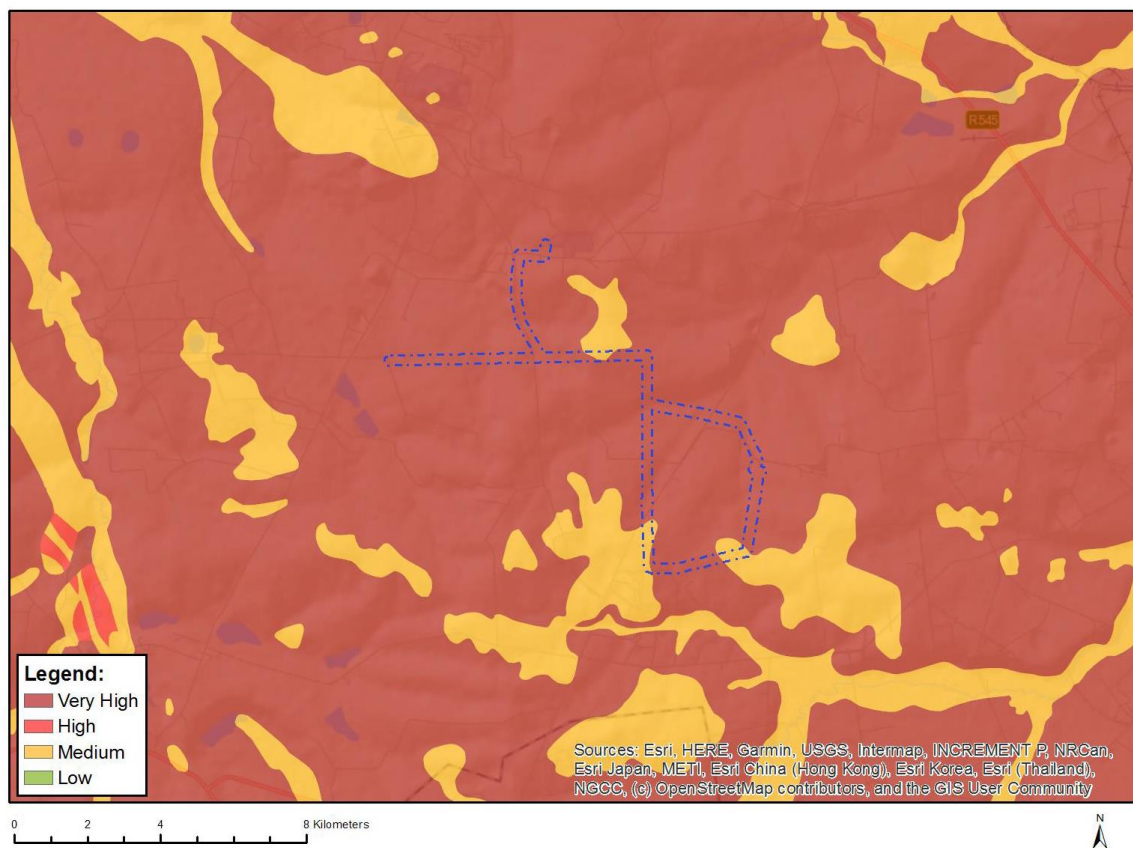 R545
Legend:
Very High
High
Medium
Low
Sources: Esri, HERE, Garmin, USGS, Intermap, INCREMENT P, NRCan,
Esri Japan, METI, Esri China (Hong Kong), Esri Korea, Esri (Thailand),
NGCC, (c) OpenStreetMap contributors, and the GIS User Community
0 2 4 8 Kilometers
N